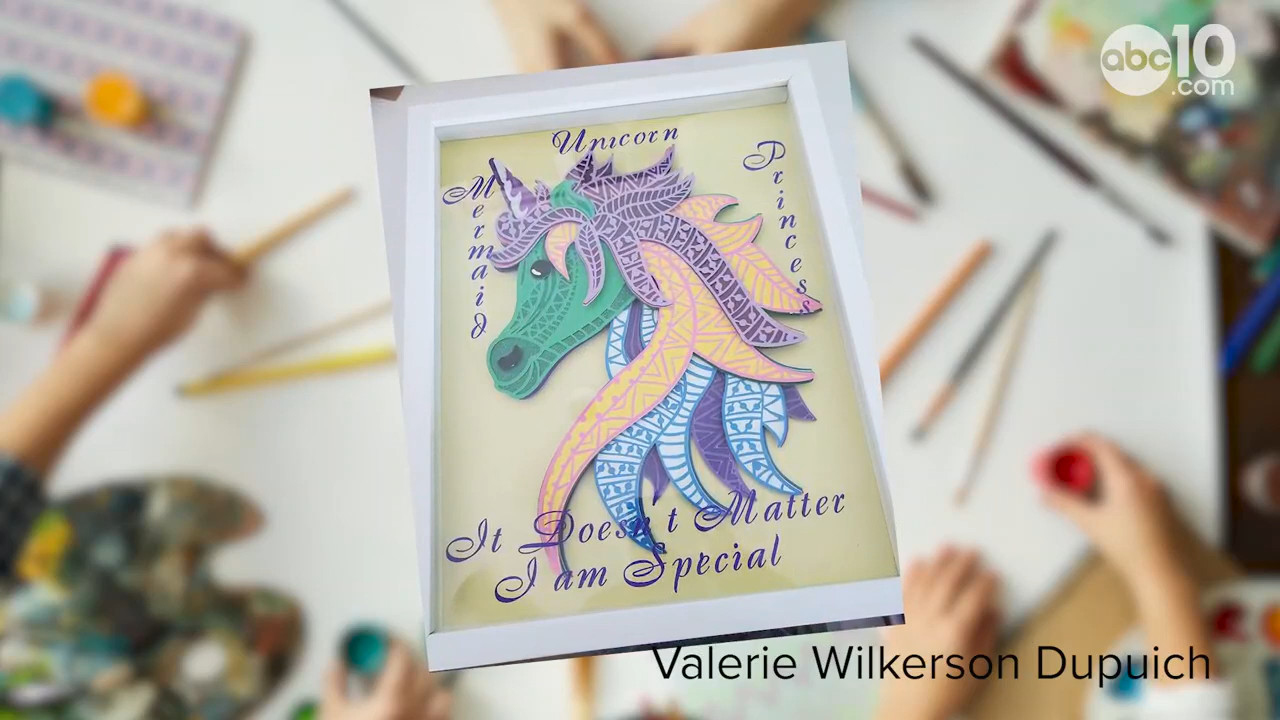 abc10
.com
Unicorn
Mermaid
Princess
It Doesn't Matter
I am Special
Valerie Wilkerson Dupuich